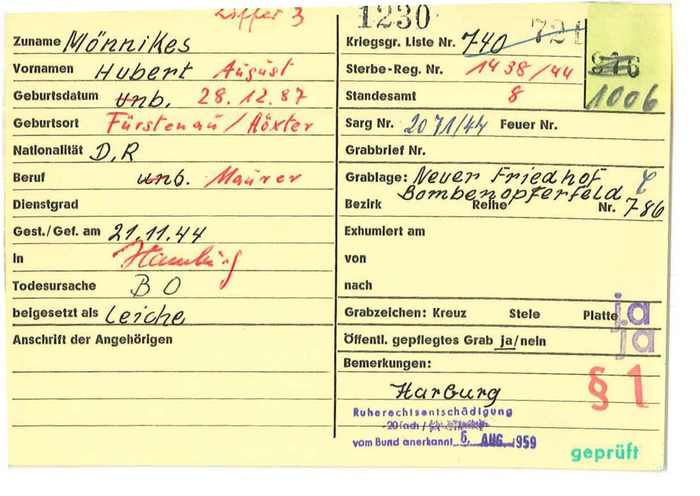 Ziffer 3
Zuname Mönnikes
Vornamen Hubert August
Geburtsdatum unb. 28.12.87
Geburtsort Fürstenau/Höxter
Nationalität D.R
Beruf unb. Maurer
Dienstgrad
Gest./Gef. am 21.11.44
In Hamburg
Todesursache B O
beigesetzt als Leiche
Anschrift der Angehörigen
1230
Kriegsgr. Liste Nr. 740 721
Sterbe-Reg. Nr. 1438/44
946
Standesamt 8
1006
Sarg Nr. 2071/44 Feuer Nr.
Grabbrief Nr.
Grablage: Neuer Friedhof
Bombenopferfeld
Bezirk Reihe Nr. 786
Exhumiert am
von
nach
Grabzeichen: Kreuz Stele Platte ja
Öffentl. gepflegtes Grab ja/nein ja
Bemerkungen:
Harburg
§ 1
Ruherechtsentschädigung
-20fach /
vom Bund anerkannt 6. AUG. 1959
geprüft